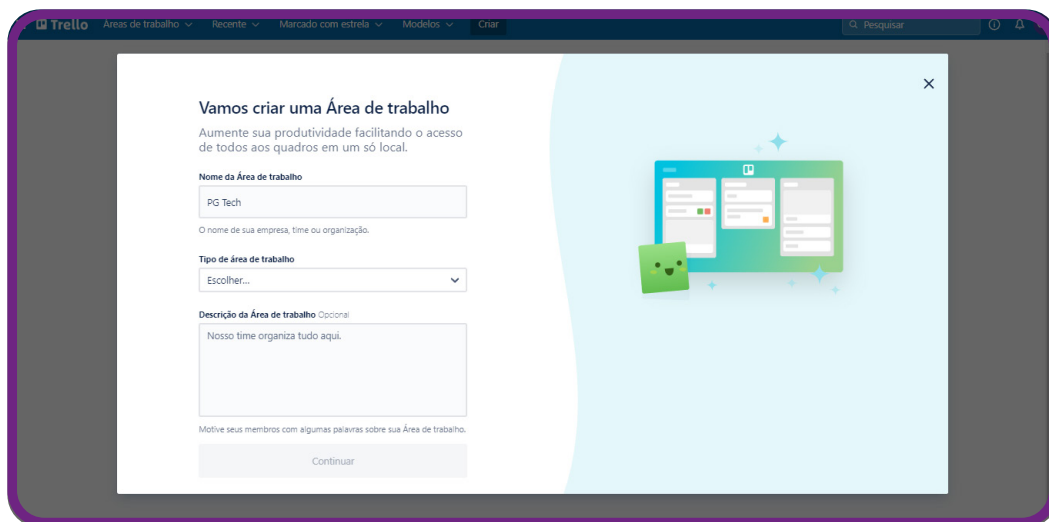 Trello Áreas de trabalho Recente Marcado com estrela Modelos Criar Pesquisar
Vamos criar uma Área de trabalho
Aumente sua produtividade facilitando o acesso
de todos aos quadros em um só local.
Nome da Área de trabalho
PG Tech
O nome de sua empresa, time ou organização.
Tipo de área de trabalho
Escolher...
Descrição da Área de trabalho Opcional
Nosso time organiza tudo aqui.
Motive seus membros com algumas palavras sobre sua Área de trabalho.
Continuar